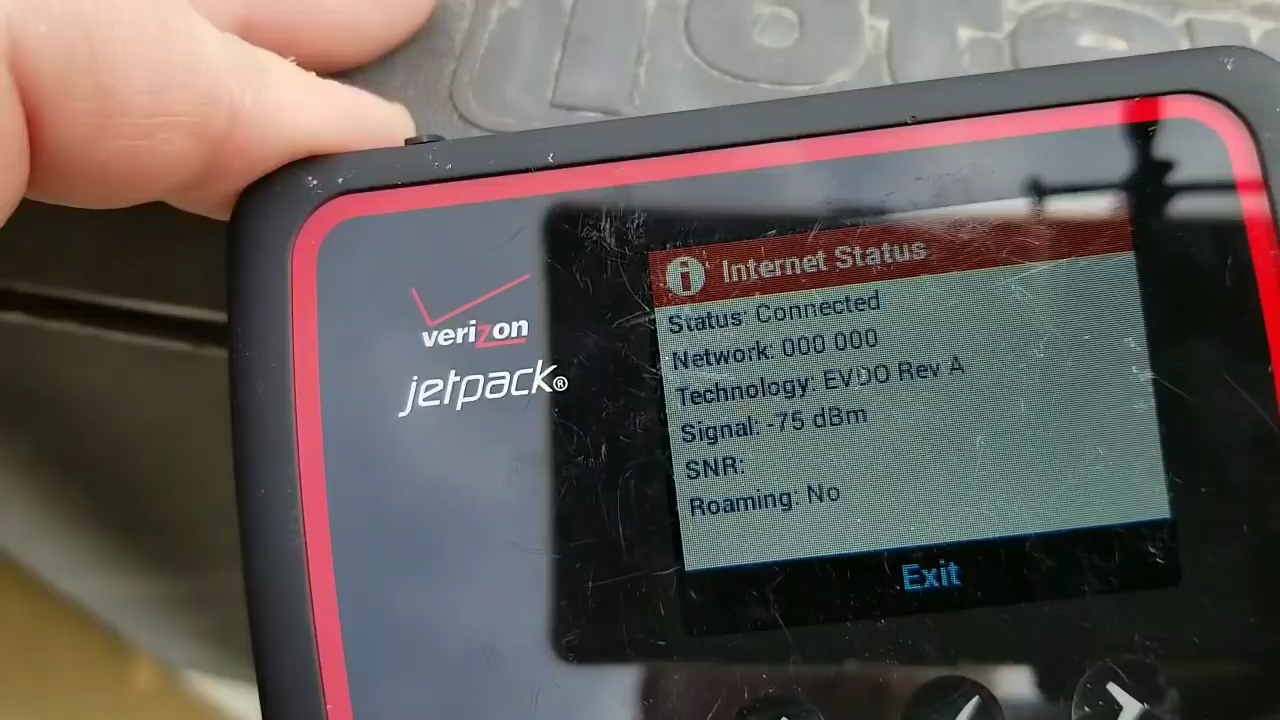 verizon
jetpack®
Internet Status
Status: Connected
Network: 000 000
Technology: EVDO Rev A
Signal: -75 dBm
SNR:
Roaming: No
Exit